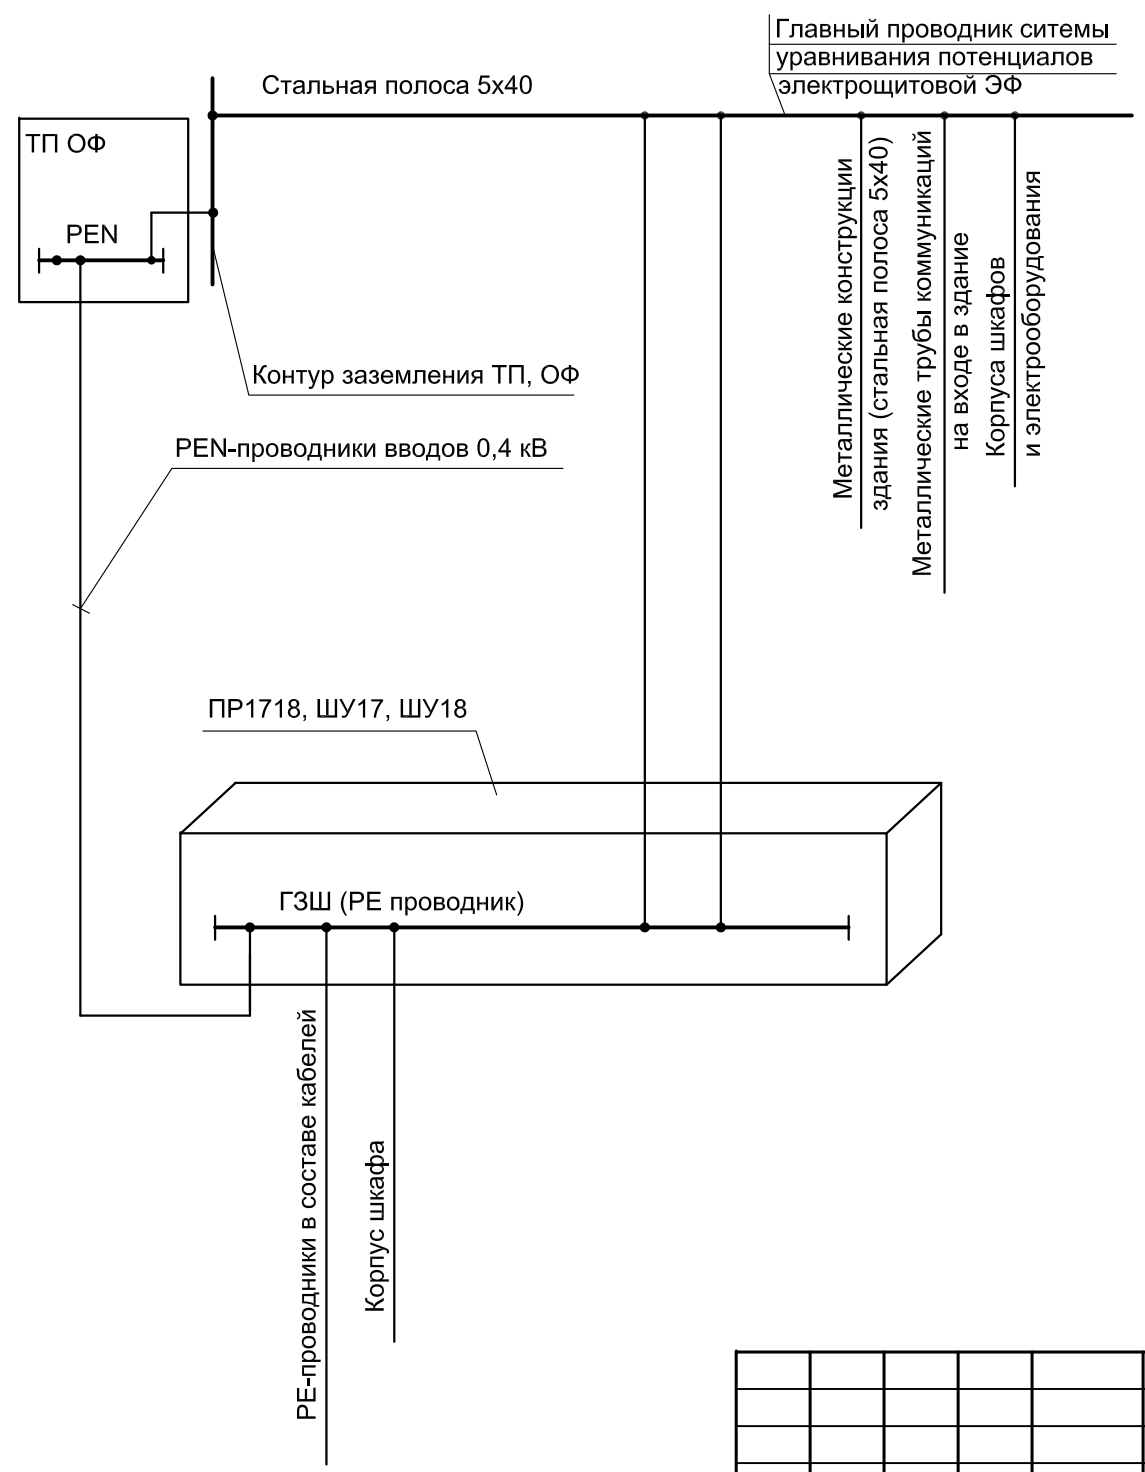 Главный проводник ситемы
уравнивания потенциалов
электрощитовой ЭФ
Стальная полоса 5х40
ТП ОФ
PEN
Металлические конструкции
здания (стальная полоса 5х40)
Металлические трубы коммуникаций
на входе в здание
Корпуса шкафов
и электрооборудования
Контур заземления ТП, ОФ
PEN-проводники вводов 0,4 кВ
ПР1718, ШУ17, ШУ18
ГЗШ (PE проводник)
PE-проводники в составе кабелей
Корпус шкафа